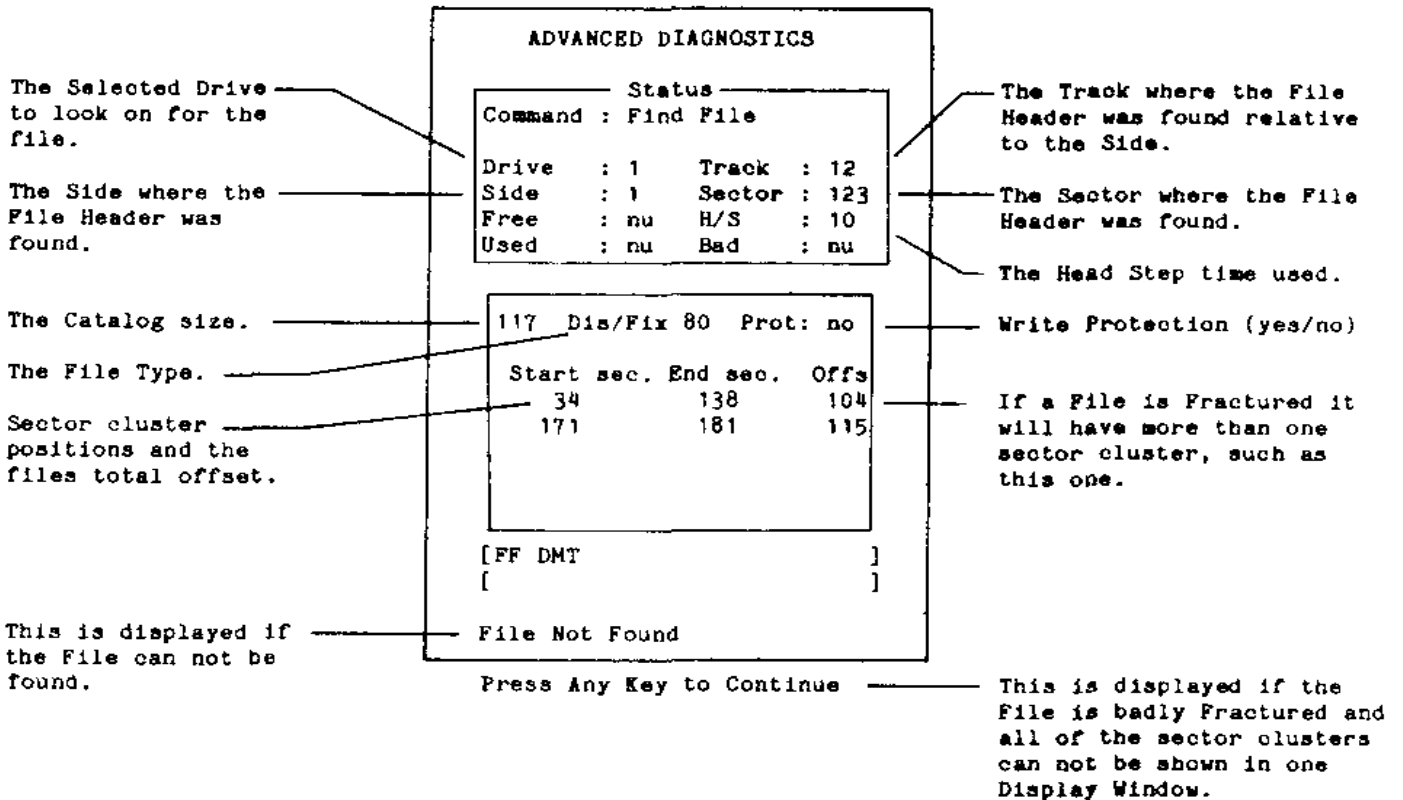 ADVANCED DIAGNOSTICS
The Selected Drive
to look on for the
file.
The Side where the
File Header was
found.
The Catalog size.
The File Type.
Sector cluster
positions and the
files total offset.
This is displayed if
the File can not be
found.
Status
Command : Find File
Drive : 1 Track : 12
Side : 1 Sector : 123
Free : nu H/S : 10
Used : nu Bad : nu
117 Dis/Fix 80 Prot: no
Start sec. End sec. Offs
34 138 104
171 181 115
[FF DMT ]
[ ]
File Not Found
Press Any Key to Continue
The Track where the File
Header was found relative
to the Side.
The Sector where the File
Header was found.
The Head Step time used.
Write Protection (yes/no)
If a File is Fractured it
will have more than one
sector cluster, such as
this one.
This is displayed if the
File is badly Fractured and
all of the sector clusters
can not be shown in one
Display Window.